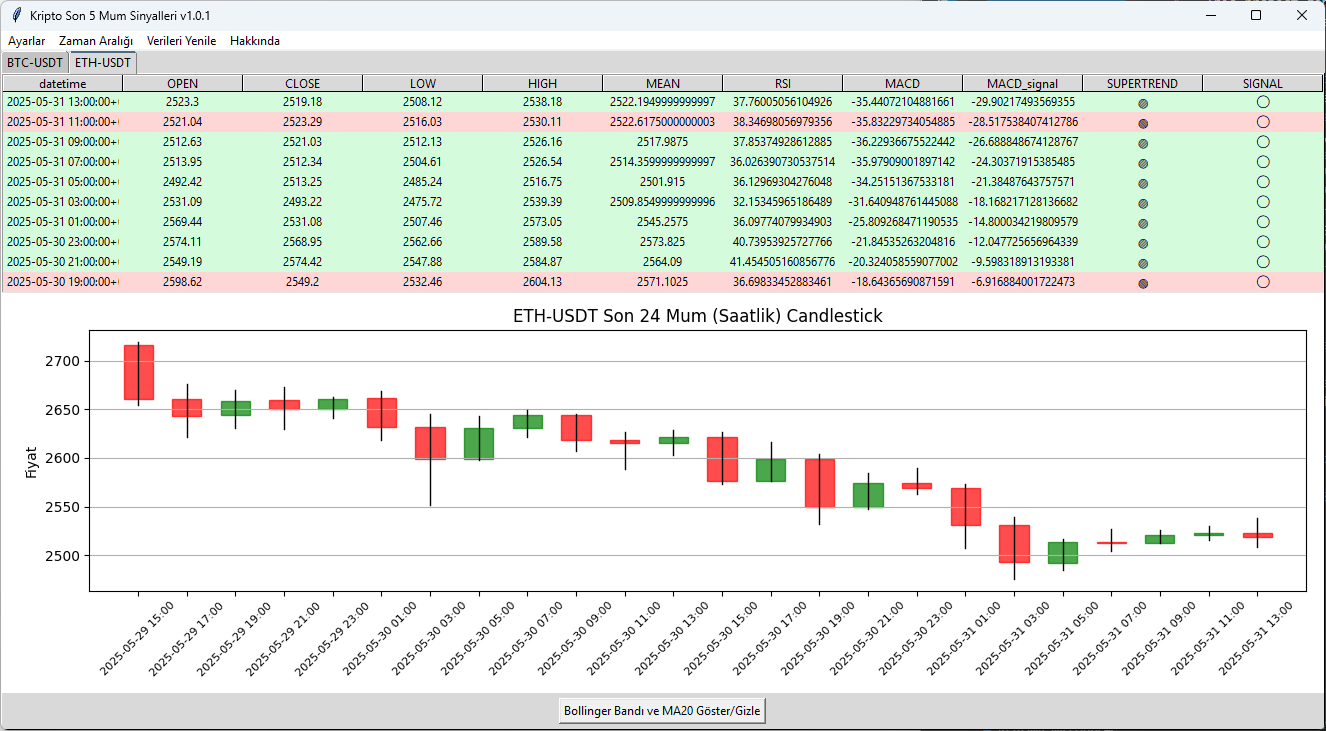 Kripto Son 5 Mum Sinyalleri v1.0.1
Ayarlar Zaman Aralığı Verileri Yenile Hakkında
BTC-USDT ETH-USDT
datetime OPEN CLOSE LOW HIGH MEAN RSI MACD MACD_signal SUPERTREND SIGNAL
2025-05-31 13:00:00+( 2523.3 2519.18 2508.12 2538.18 2522.1949999999997 37.76005056104926 -35.44072104881661 -29.90217493569355
2025-05-31 11:00:00+( 2521.04 2523.29 2516.03 2530.11 2522.6175000000003 38.34698056979356 -35.83229734054885 -28.517538407412786
2025-05-31 09:00:00+( 2512.63 2521.03 2512.13 2526.16 2517.9875 37.85374928612885 -36.22936675522442 -26.688848674128767
2025-05-31 07:00:00+( 2513.95 2512.34 2504.61 2526.54 2514.3599999999997 36.026390730537514 -35.97909001897142 -24.30371915385485
2025-05-31 05:00:00+( 2492.42 2513.25 2485.24 2516.75 2501.915 36.12969304276048 -34.25151367533181 -21.38487643757571
2025-05-31 03:00:00+( 2531.09 2493.22 2475.72 2539.39 2509.8549999999996 32.15345965186489 -31.640948761445088 -18.168217128136682
2025-05-31 01:00:00+( 2569.44 2531.08 2507.46 2573.05 2545.2575 36.09774079934903 -25.809268471190535 -14.800034219809579
2025-05-30 23:00:00+( 2574.11 2568.95 2562.66 2589.58 2573.825 40.73953925727766 -21.84535263204816 -12.047725656964339
2025-05-30 21:00:00+( 2549.19 2574.42 2547.88 2584.87 2564.09 41.454505160856776 -20.324058559077002 -9.598318913193381
2025-05-30 19:00:00+( 2598.62 2549.2 2532.46 2604.13 2571.1025 36.69833452883461 -18.64365690871591 -6.916884001722473
ETH-USDT Son 24 Mum (Saatlik) Candlestick
2700
2650
2600
2550
2500
Fiyat
2025-05-29 15:00
2025-05-29 17:00
2025-05-29 19:00
2025-05-29 21:00
2025-05-29 23:00
2025-05-30 01:00
2025-05-30 03:00
2025-05-30 05:00
2025-05-30 07:00
2025-05-30 09:00
2025-05-30 11:00
2025-05-30 13:00
2025-05-30 15:00
2025-05-30 17:00
2025-05-30 19:00
2025-05-30 21:00
2025-05-30 23:00
2025-05-31 01:00
2025-05-31 03:00
2025-05-31 05:00
2025-05-31 07:00
2025-05-31 09:00
2025-05-31 11:00
2025-05-31 13:00
Bollinger Bandı ve MA20 Göster/Gizle